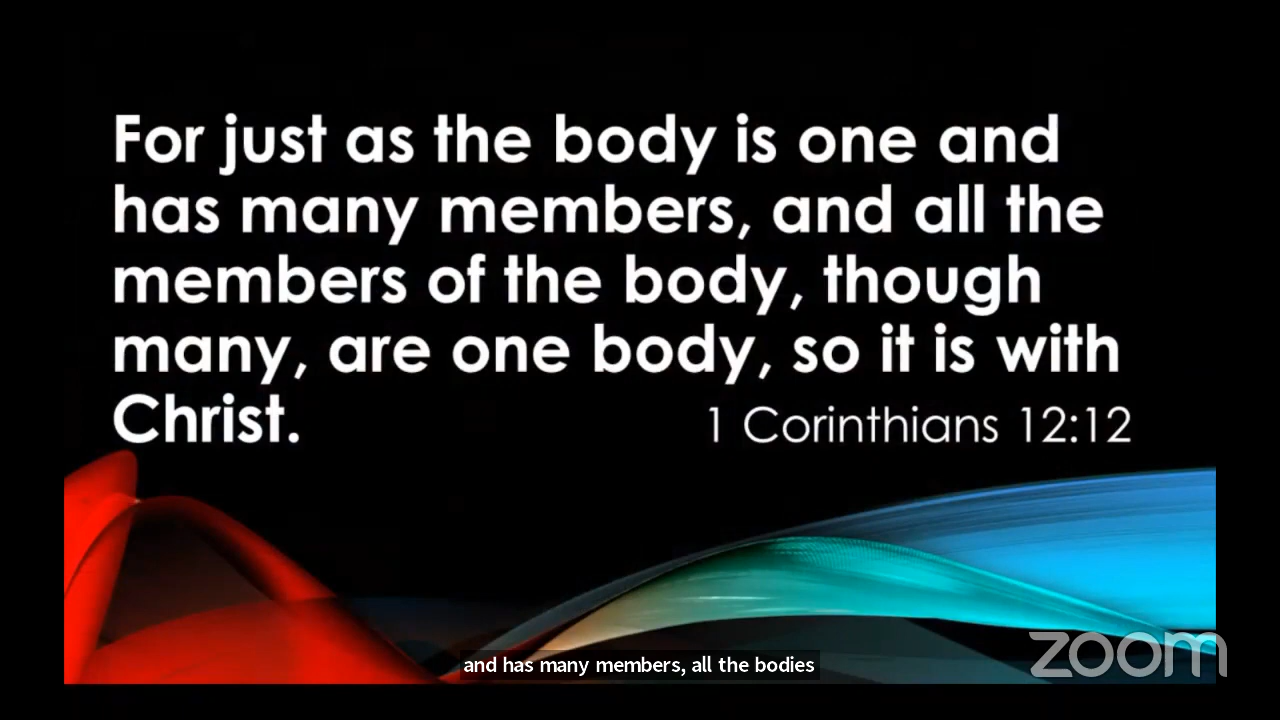 For just as the body is one and
has many members, and all the
members of the body, though
many, are one body, so it is with
Christ. 1 Corinthians 12:12
zoom
and has many members, all the bodies